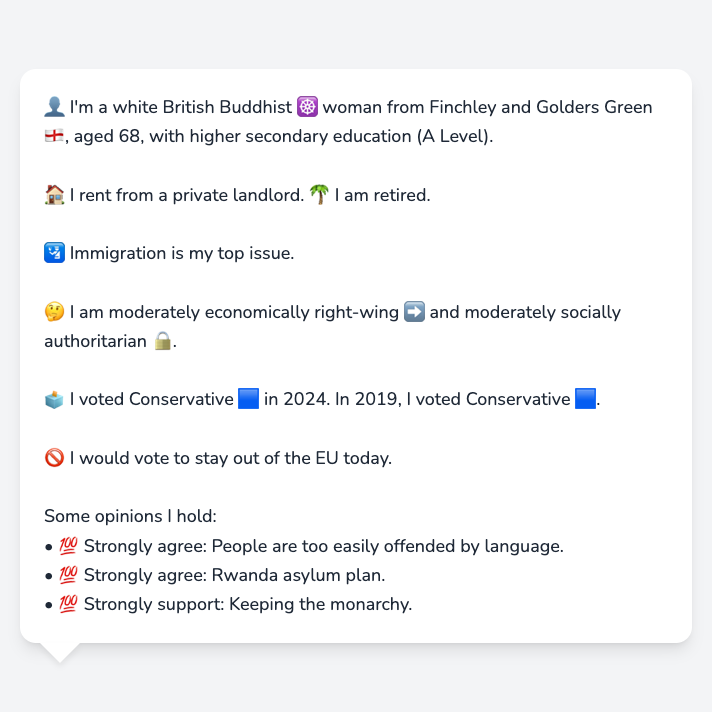 👤 I'm a white British Buddhist ☸️ woman from Finchley and Golders Green
🏴󠁧󠁢󠁥󠁮󠁧󠁿, aged 68, with higher secondary education (A Level).
🏠 I rent from a private landlord. 🌴 I am retired.
🛂 Immigration is my top issue.
🤔 I am moderately economically right-wing ➡️ and moderately socially
authoritarian 🔒.
🗳️ I voted Conservative 🟦 in 2024. In 2019, I voted Conservative 🟦.
🚫 I would vote to stay out of the EU today.
Some opinions I hold:
• 💯 Strongly agree: People are too easily offended by language.
• 💯 Strongly agree: Rwanda asylum plan.
• 💯 Strongly support: Keeping the monarchy.